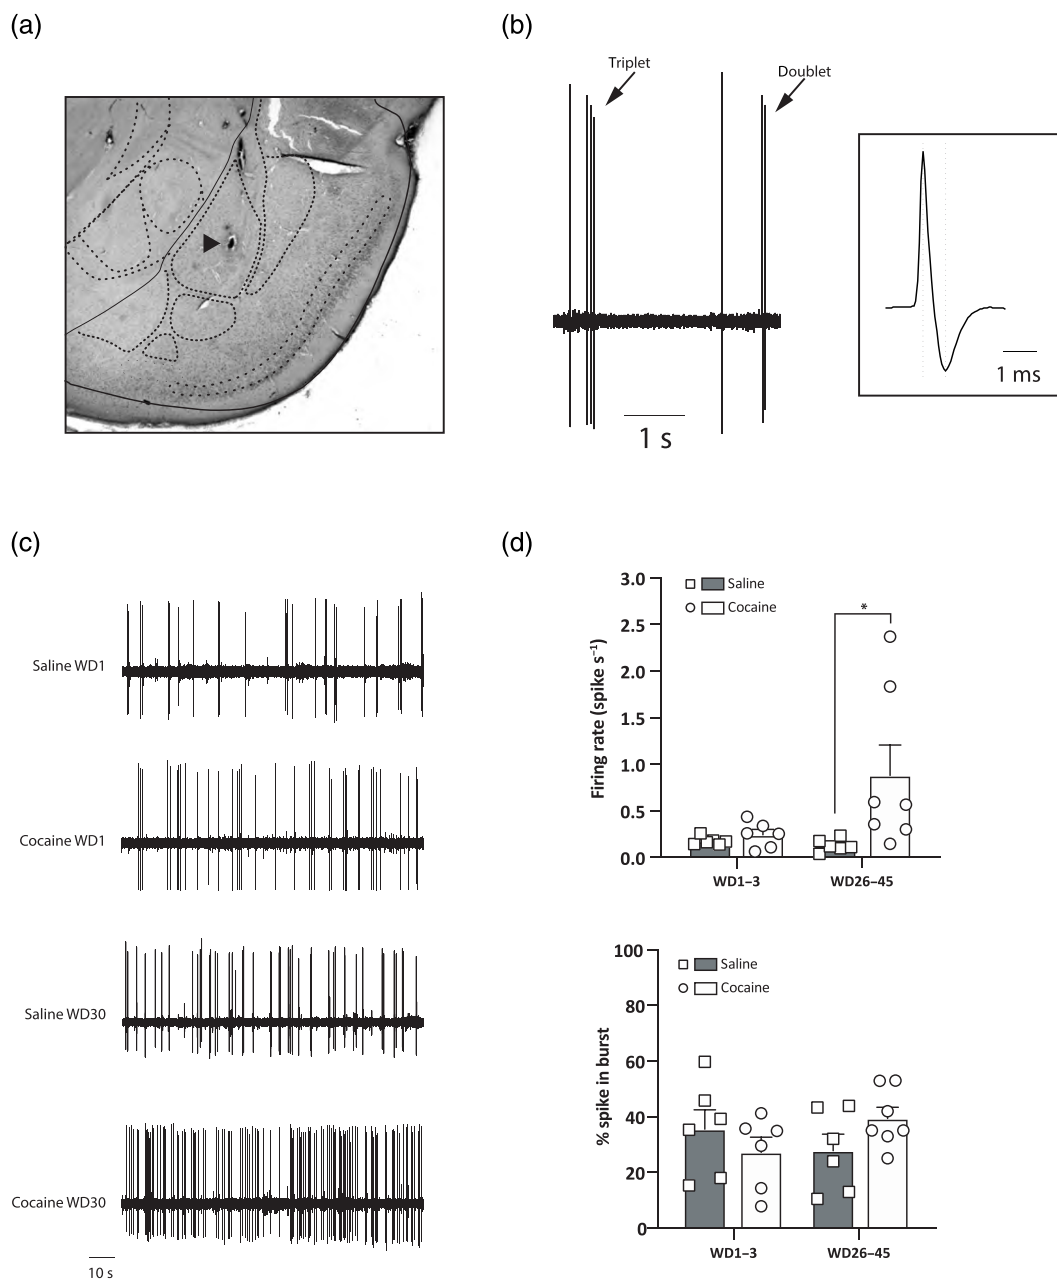 (a)
(b)
Triplet
Doublet
1 s
1 ms
(c)
Saline WD1
Cocaine WD1
Saline WD30
Cocaine WD30
10 s
(d)
3.0
2.5
2.0
1.5
1.0
0.5
0.0
Firing rate (spike s⁻¹)
Saline
Cocaine
*
WD1–3
WD26–45
100
80
60
40
20
0
% spike in burst
Saline
Cocaine
WD1–3
WD26–45